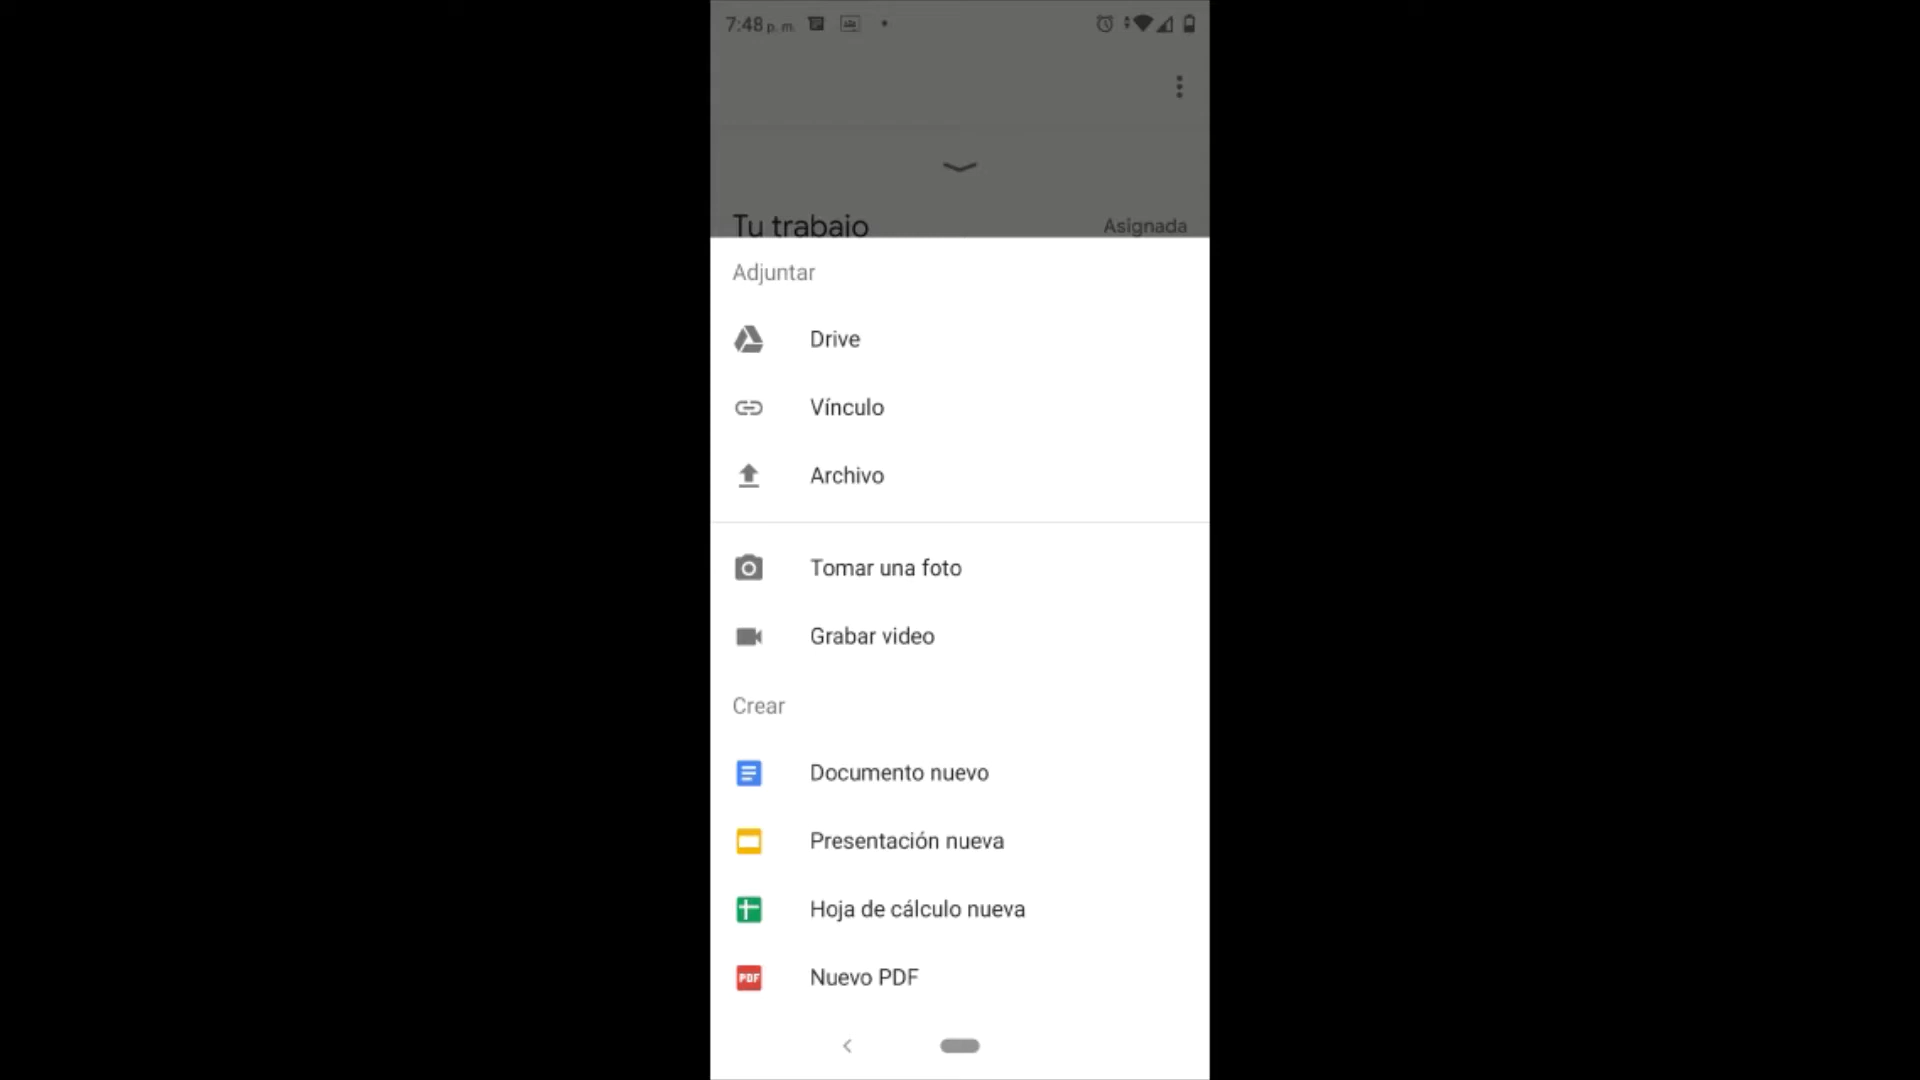 7:48 p. m.
Tu trabajo
Asignada
Adjuntar
Drive
Vínculo
Archivo
Tomar una foto
Grabar video
Crear
Documento nuevo
Presentación nueva
Hoja de cálculo nueva
PDF
Nuevo PDF